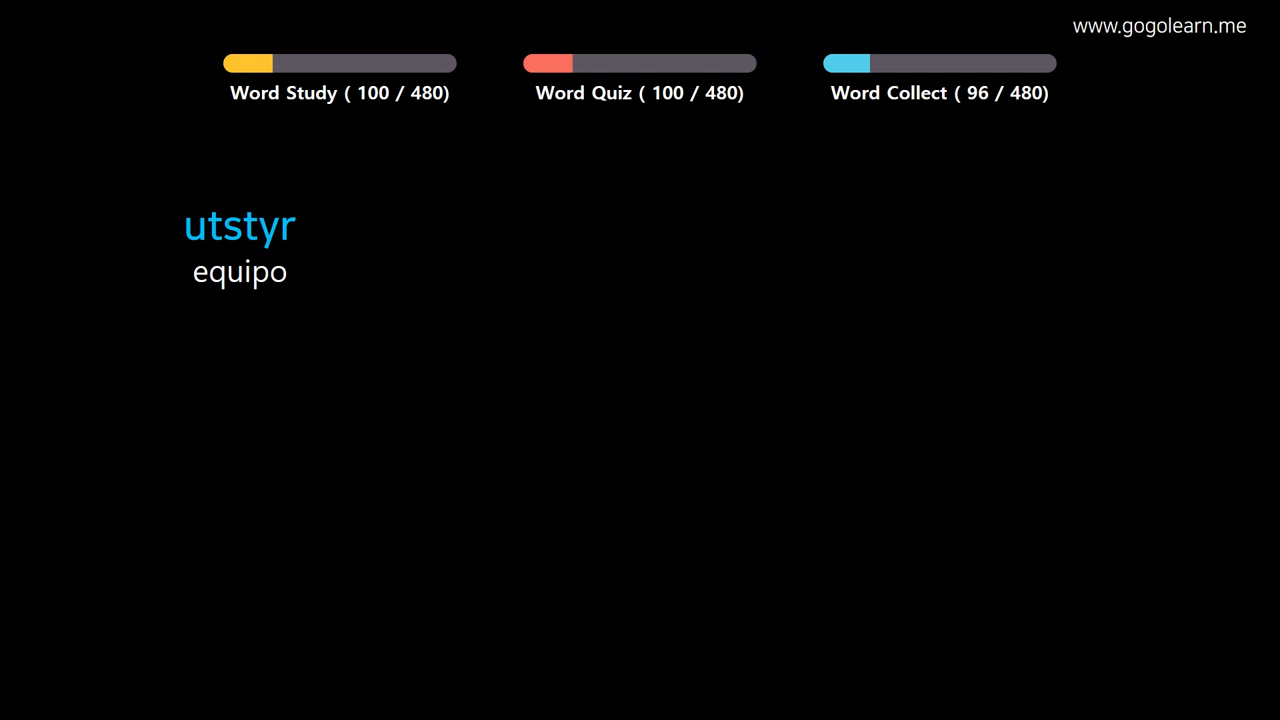 www.gogolearn.me
Word Study ( 100 / 480)
Word Quiz ( 100 / 480)
Word Collect ( 96 / 480)
utstyr
equipo